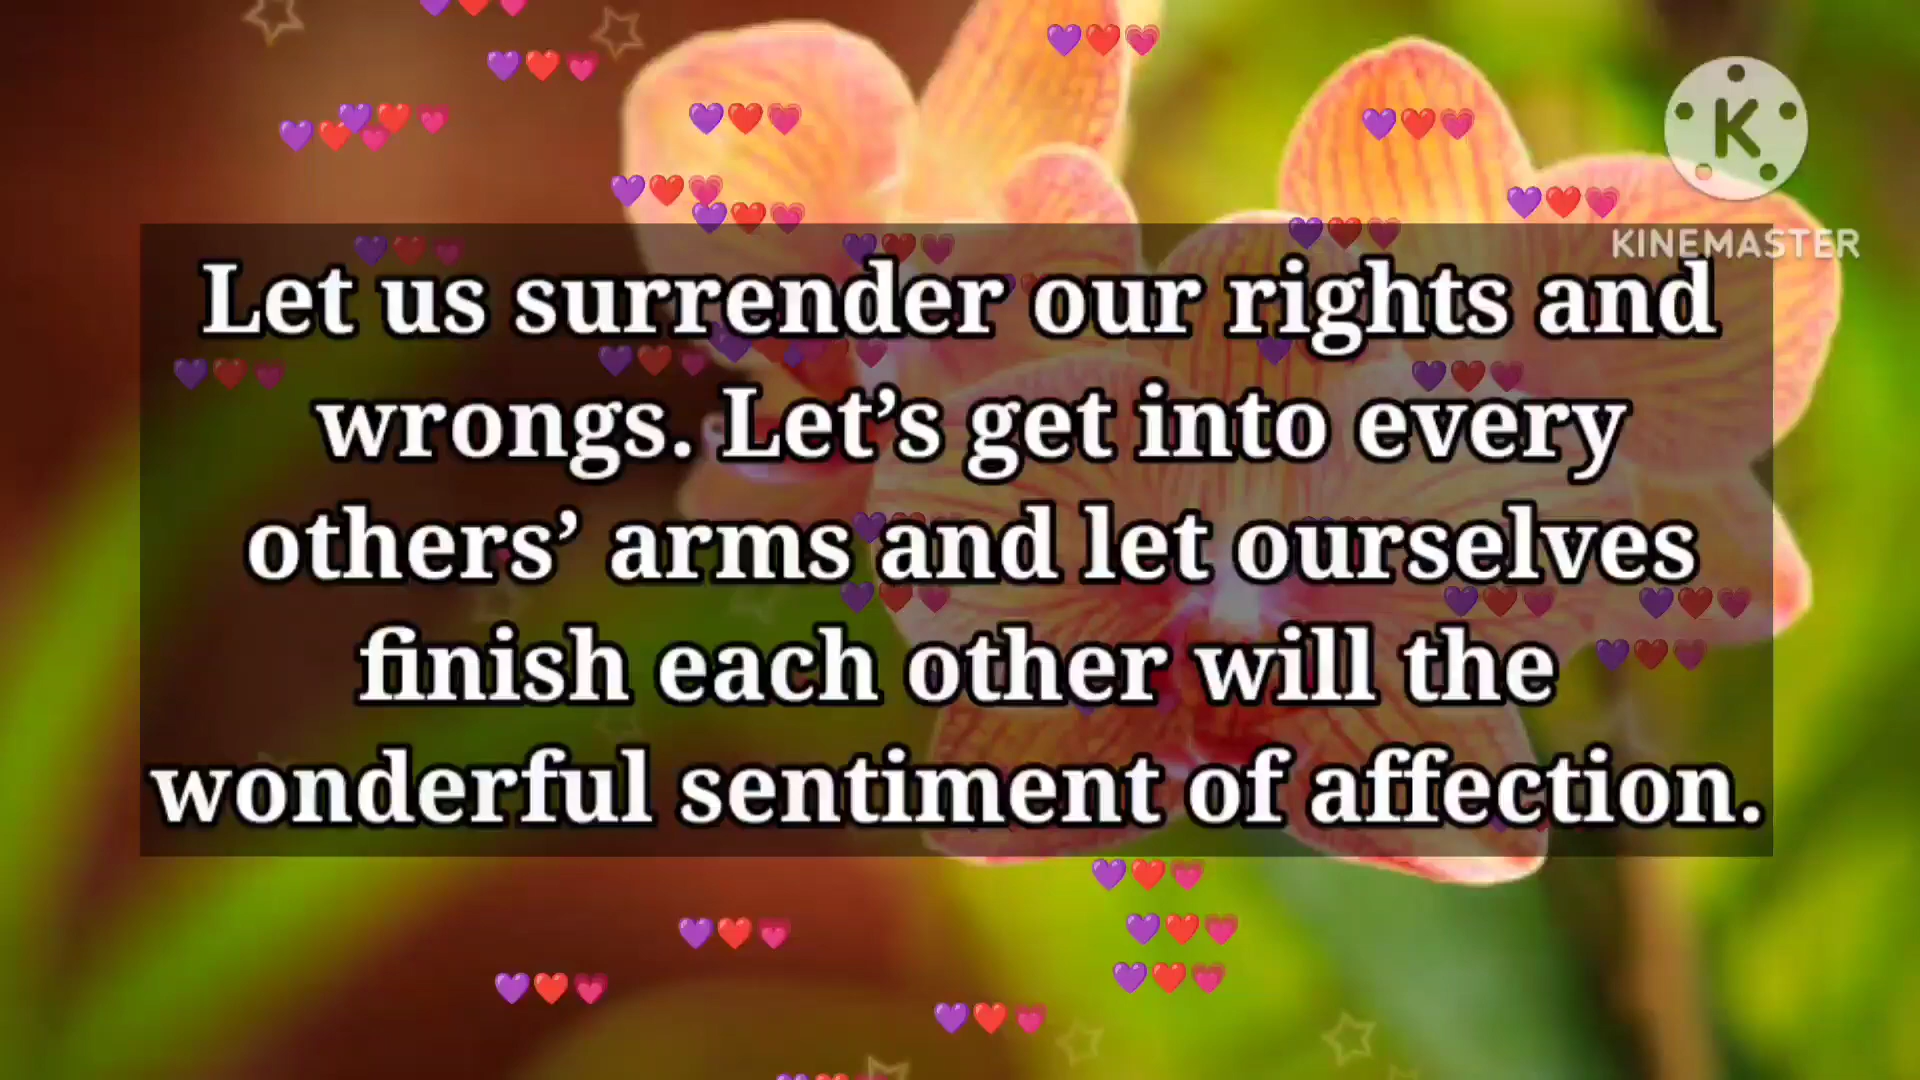 K
KINEMASTER
Let us surrender our rights and
wrongs. Let’s get into every
others’ arms and let ourselves
finish each other will the
wonderful sentiment of affection.